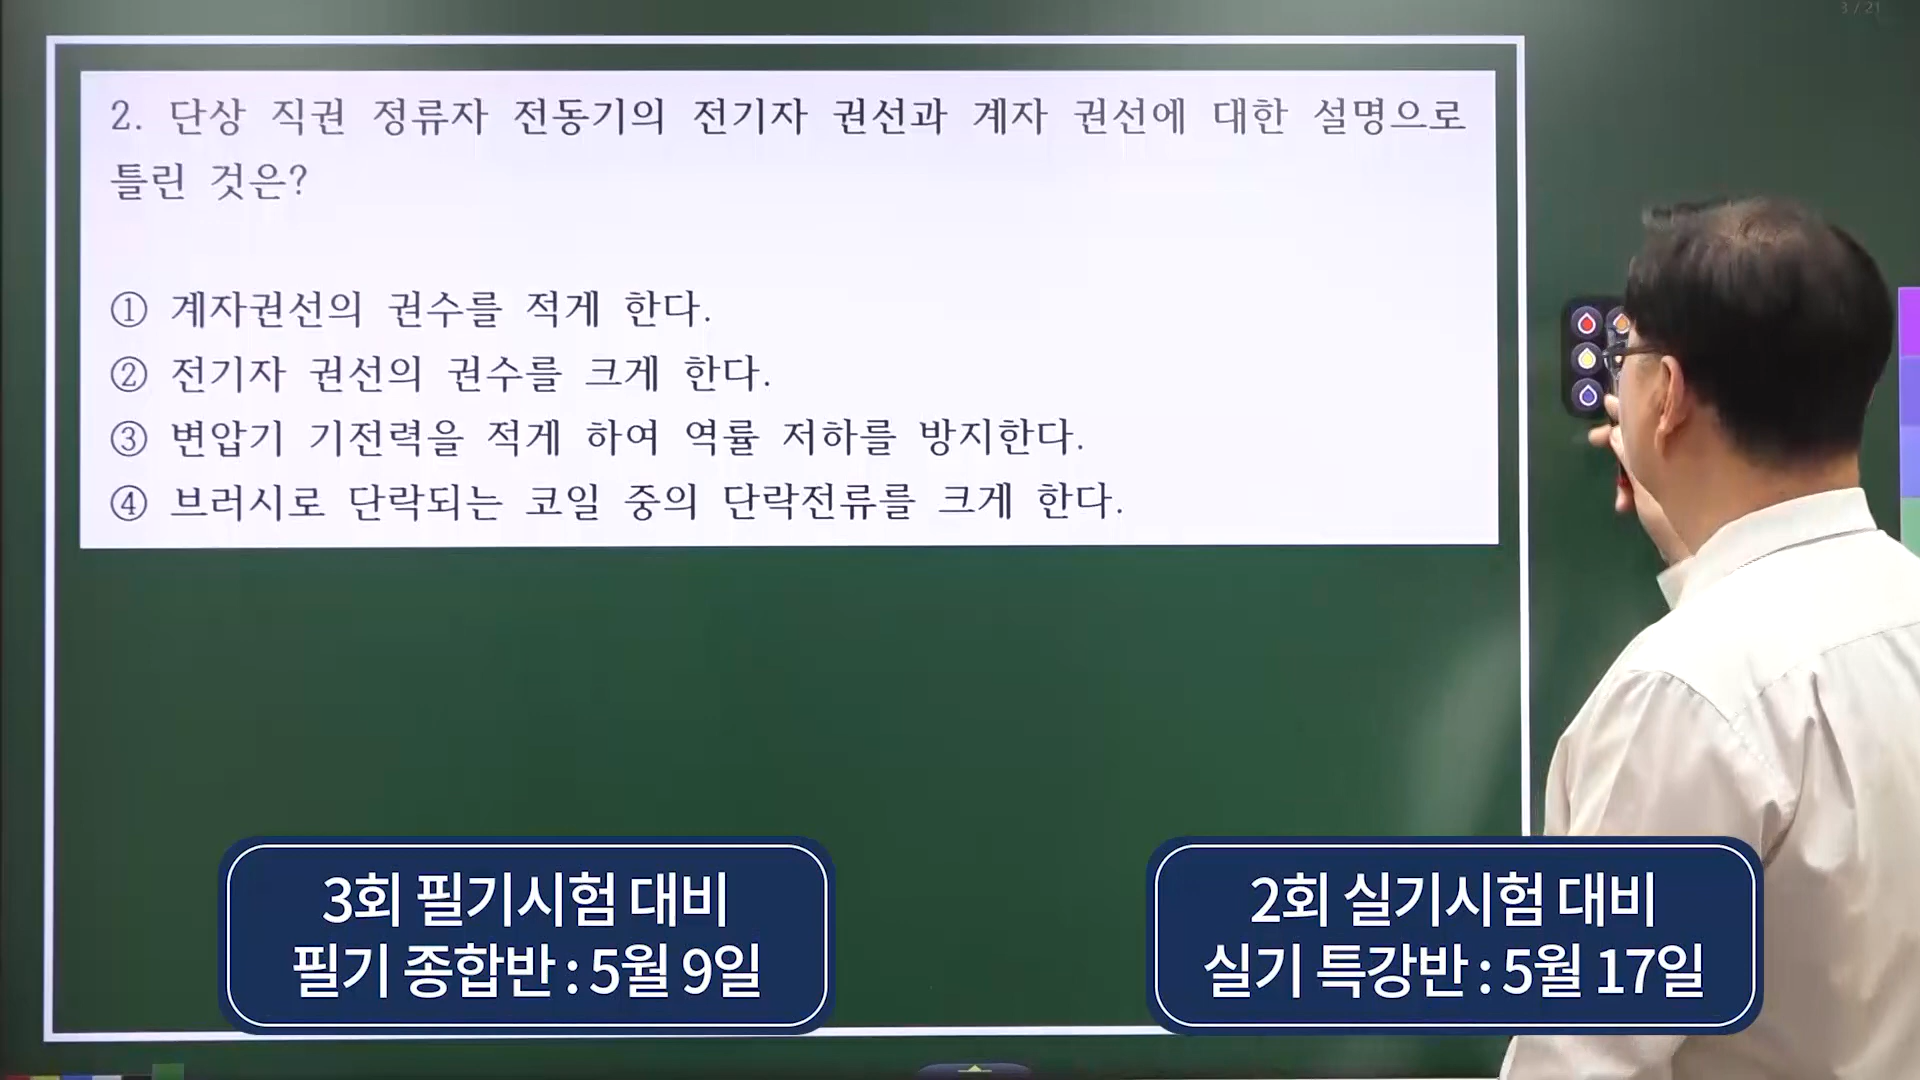 3 / 21
2. 단상 직권 정류자 전동기의 전기자 권선과 계자 권선에 대한 설명으로
틀린 것은?
① 계자권선의 권수를 적게 한다.
② 전기자 권선의 권수를 크게 한다.
③ 변압기 기전력을 적게 하여 역률 저하를 방지한다.
④ 브러시로 단락되는 코일 중의 단락전류를 크게 한다.
3회 필기시험 대비
필기 종합반 : 5월 9일
2회 실기시험 대비
실기 특강반 : 5월 17일